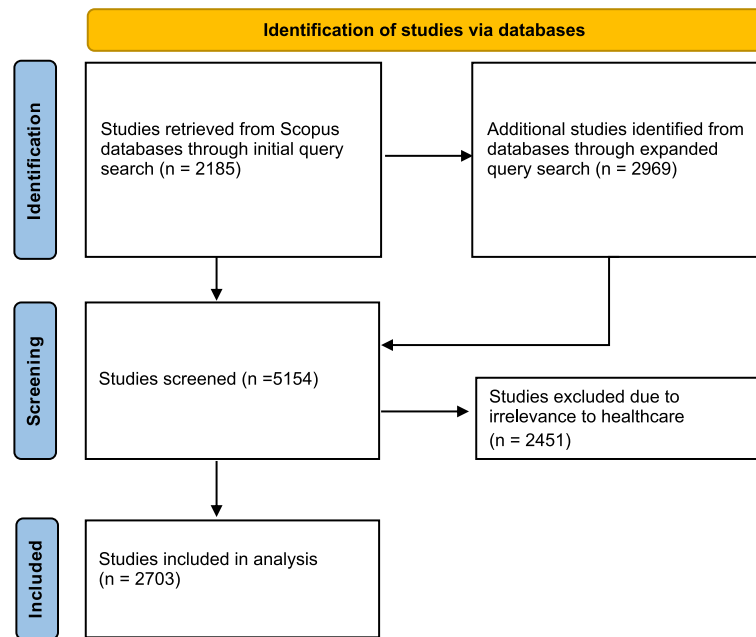 Identification of studies via databases
Identification
Studies retrieved from Scopus
databases through initial query
search (n = 2185)
Additional studies identified from
databases through expanded
query search (n = 2969)
Screening
Studies screened (n =5154)
Studies excluded due to
irrelevance to healthcare
(n = 2451)
Included
Studies included in analysis
(n = 2703)